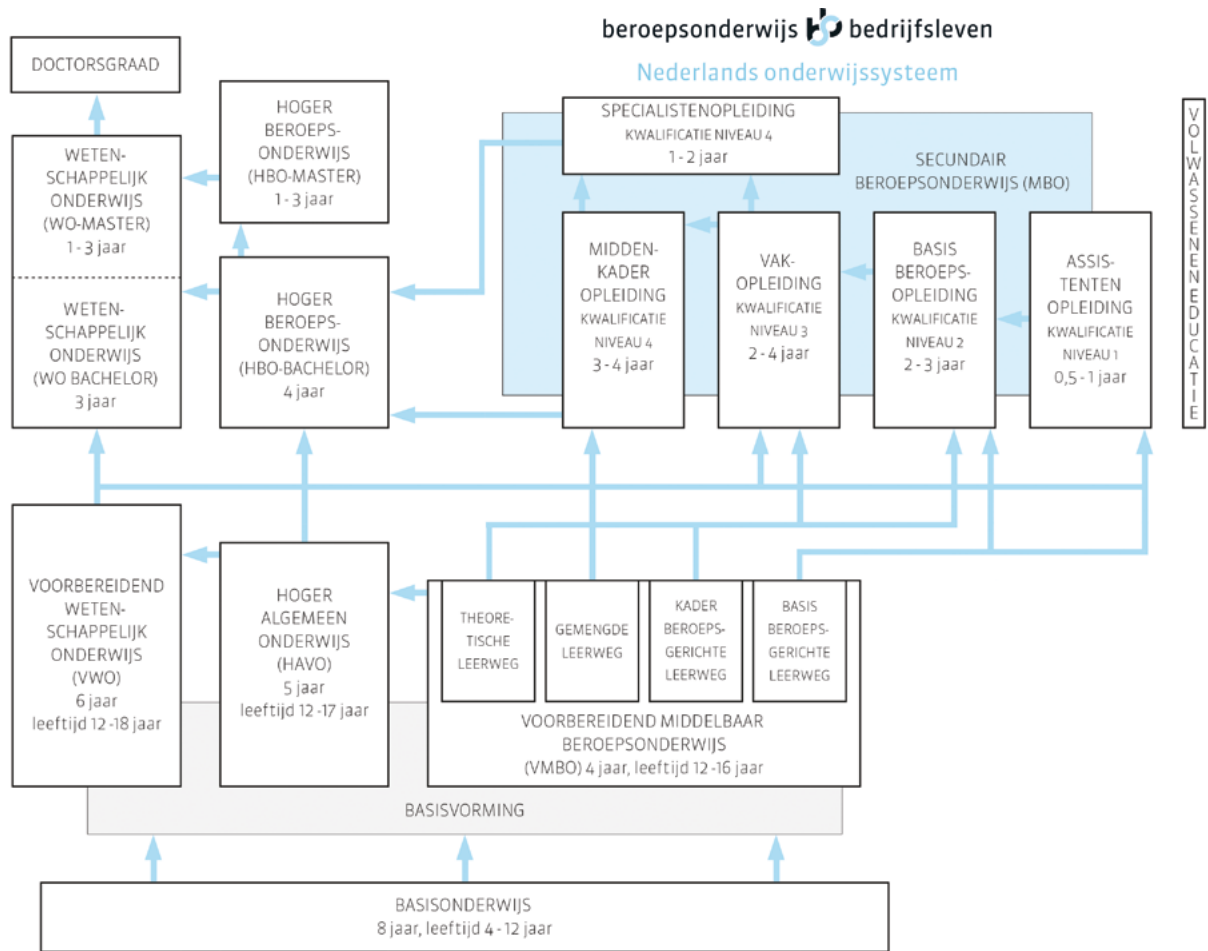 beroepsonderwijs bedrijfsleven
Nederlands onderwijssysteem
DOCTORSGRAAD
HOGER
BEROEPS-
ONDERWIJS
(HBO-MASTER)
1 - 3 jaar
WETEN-
SCHAPPELIJK
ONDERWIJS
(WO-MASTER)
1 - 3 jaar
WETEN-
SCHAPPELIJK
ONDERWIJS
(WO BACHELOR)
3 jaar
HOGER
BEROEPS-
ONDERWIJS
(HBO-BACHELOR)
4 jaar
SPECIALISTENOPLEIDING
KWALIFICATIE NIVEAU 4
1 - 2 jaar
SECUNDAIR
BEROEPSONDERWIJS (MBO)
MIDDEN-
KADER
OPLEIDING
KWALIFICATIE
NIVEAU 4
3 - 4 jaar
VAK-
OPLEIDING
KWALIFICATIE
NIVEAU 3
2 - 4 jaar
BASIS
BEROEPS-
OPLEIDING
KWALIFICATIE
NIVEAU 2
2 - 3 jaar
ASSIS-
TENTEN
OPLEIDING
KWALIFICATIE
NIVEAU 1
0,5 - 1 jaar
VOLWASSENEN EDUCATIE
VOORBEREIDEND
WETEN-
SCHAPPELIJK
ONDERWIJS
(VWO)
6 jaar
leeftijd 12 -18 jaar
HOGER
ALGEMEEN
ONDERWIJS
(HAVO)
5 jaar
leeftijd 12 -17 jaar
THEORE-
TISCHE
LEERWEG
GEMENGDE
LEERWEG
KADER
BEROEPS-
GERICHTE
LEERWEG
BASIS
BEROEPS-
GERICHTE
LEERWEG
VOORBEREIDEND MIDDELBAAR
BEROEPSONDERWIJS
(VMBO) 4 jaar, leeftijd 12 -16 jaar
BASISVORMING
BASISONDERWIJS
8 jaar, leeftijd 4 - 12 jaar